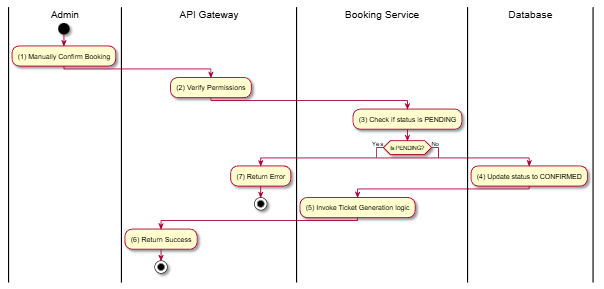 Admin
API Gateway
Booking Service
Database
(1) Manually Confirm Booking
(2) Verify Permissions
(3) Check if status is PENDING
Yes
Is PENDING?
No
(7) Return Error
(4) Update status to CONFIRMED
(5) Invoke Ticket Generation logic
(6) Return Success